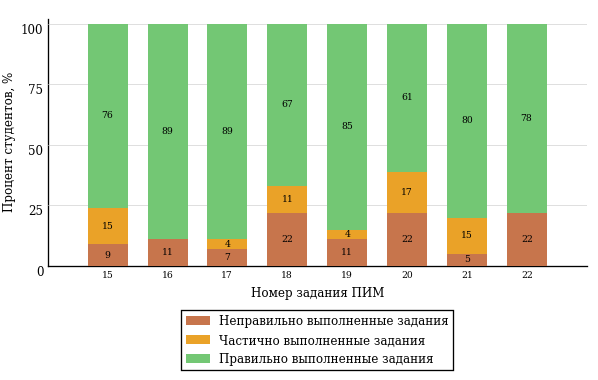 Процент студентов, %
100
75
50
25
0
76 89 89 67 85 61 80 78
15 4 11 4 17 15
9 11 7 22 11 22 5 22
15 16 17 18 19 20 21 22
Номер задания ПИМ
Неправильно выполненные задания
Частично выполненные задания
Правильно выполненные задания